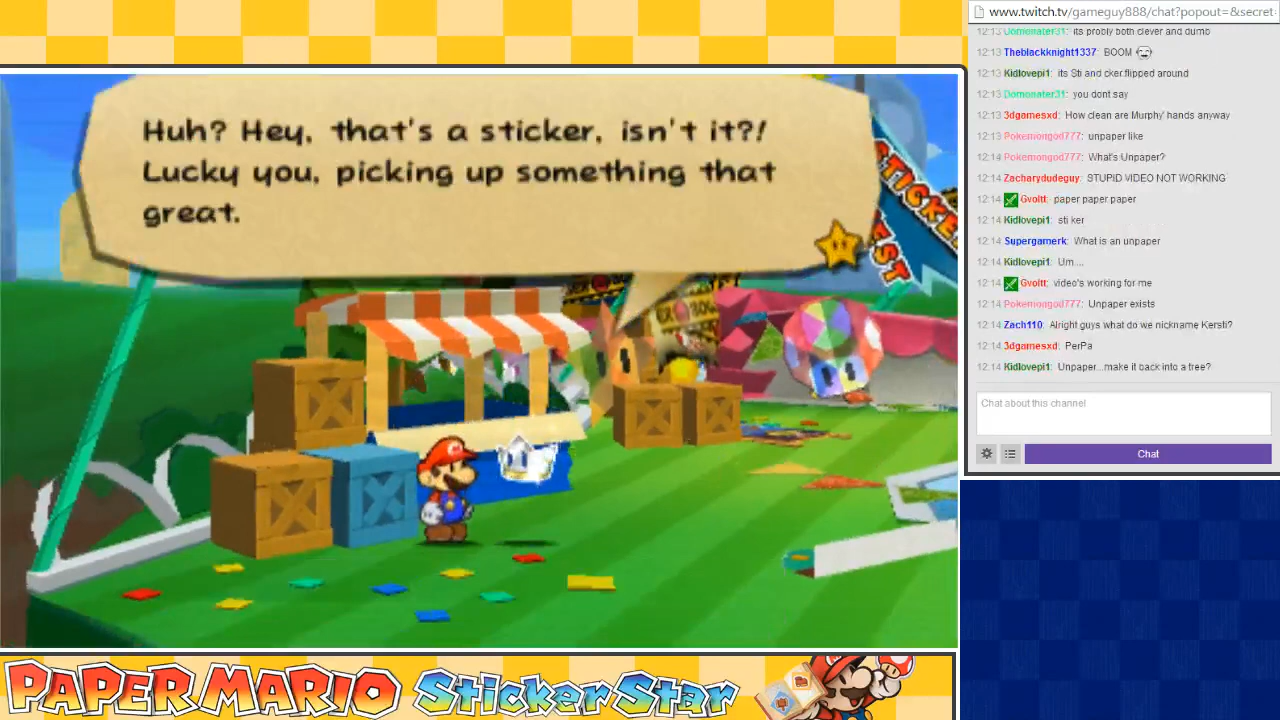 Huh? Hey, that's a sticker, isn't it?!
Lucky you, picking up something that
great.
STICKER
EST
PAPER MARIO Sticker Star
www.twitch.tv/gameguy888/chat?popout=&secret
12:13 Domonater31: its probly both clever and dumb
12:13 Theblackknight1337: BOOM
12:13 Kidlovepi1: its Sti and cker.flipped around
12:13 Domonater31: you dont say
12:13 3dgamesxd: How clean are Murphy' hands anyway
12:13 Pokemongod777: unpaper like
12:13 Pokemongod777: What's Unpaper?
12:13 Zacharydudeguy: STUPID VIDEO NOT WORKING
12:14 Gvoltt: paper paper paper
12:14 Kidlovepi1: sti ker
12:14 Supergamerk: What is an unpaper
12:14 Kidlovepi1: Um....
12:14 Gvoltt: video's working for me
12:14 Pokemongod777: Unpaper exists
12:14 Zach110: Alright guys what do we nickname Kersti?
12:14 3dgamesxd: PerPa
12:14 Kidlovepi1: Unpaper...make it back into a tree?
Chat about this channel
Chat